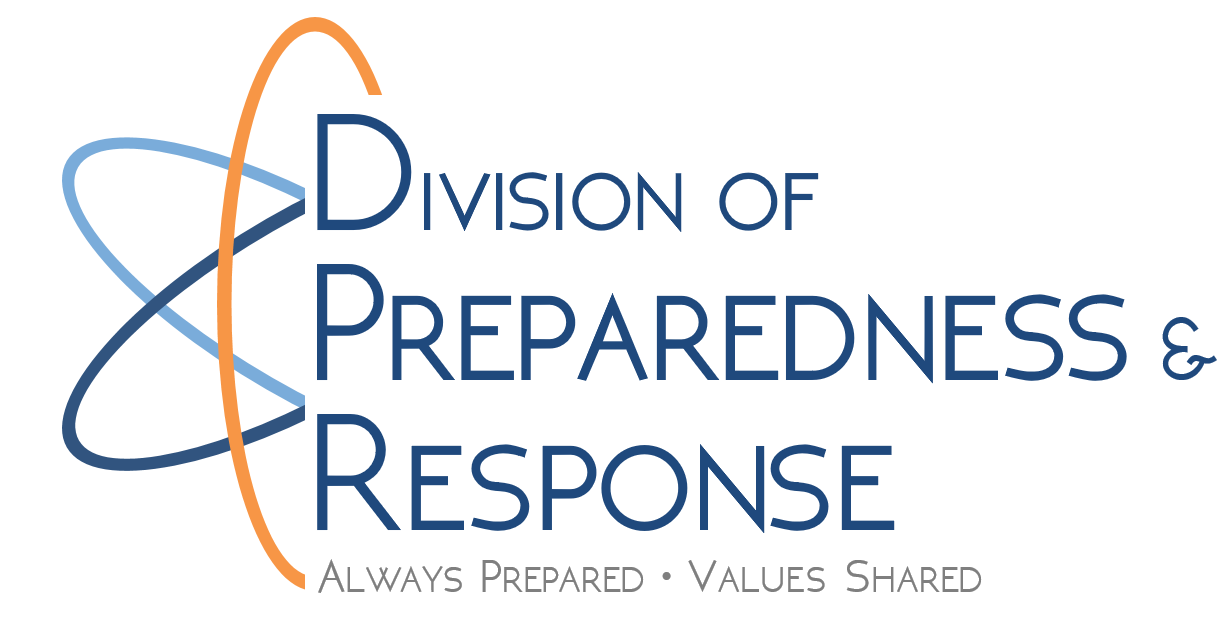 Division of
Preparedness &
Response
Always Prepared • Values Shared